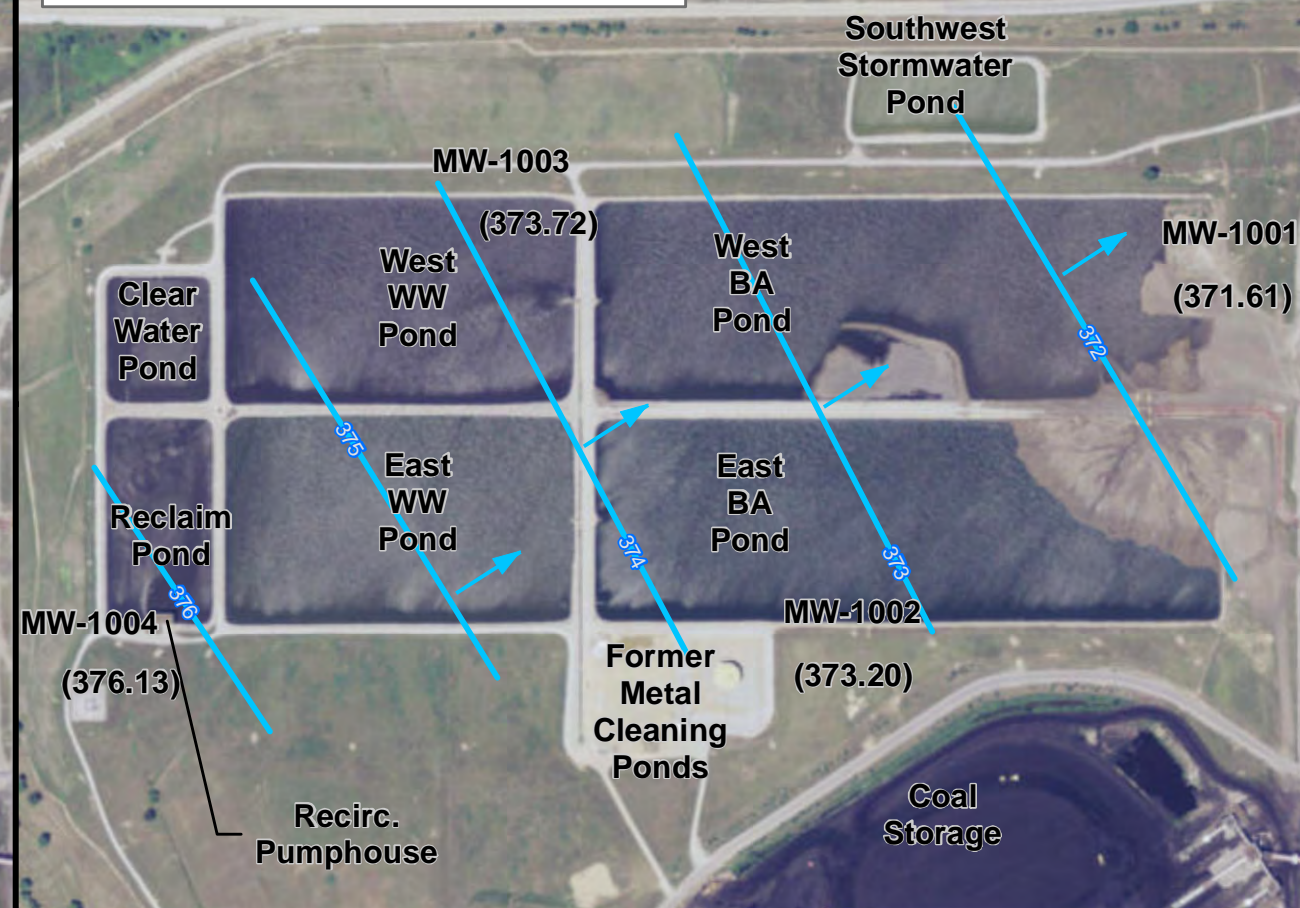 Southwest
Stormwater
Pond
MW-1003
(373.72)
MW-1001
(371.61)
West
WW
Pond
West
BA
Pond
Clear
Water
Pond
372
375
East
WW
Pond
East
BA
Pond
Reclaim
Pond
374
373
376
MW-1004
(376.13)
MW-1002
(373.20)
Former
Metal
Cleaning
Ponds
Coal
Storage
Recirc.
Pumphouse